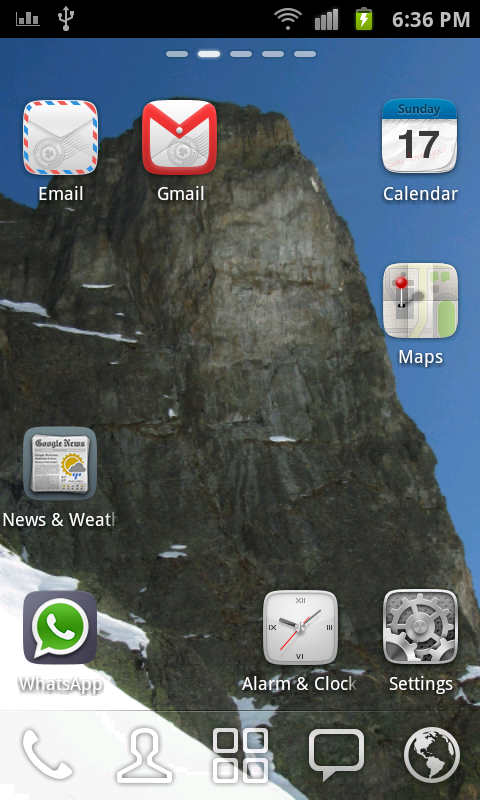 6:36 PM
Email
Gmail
Sunday
17
Calendar
Maps
Google News
News & Weath
XII
IX
III
VI
WhatsApp
Alarm & Clock
Settings